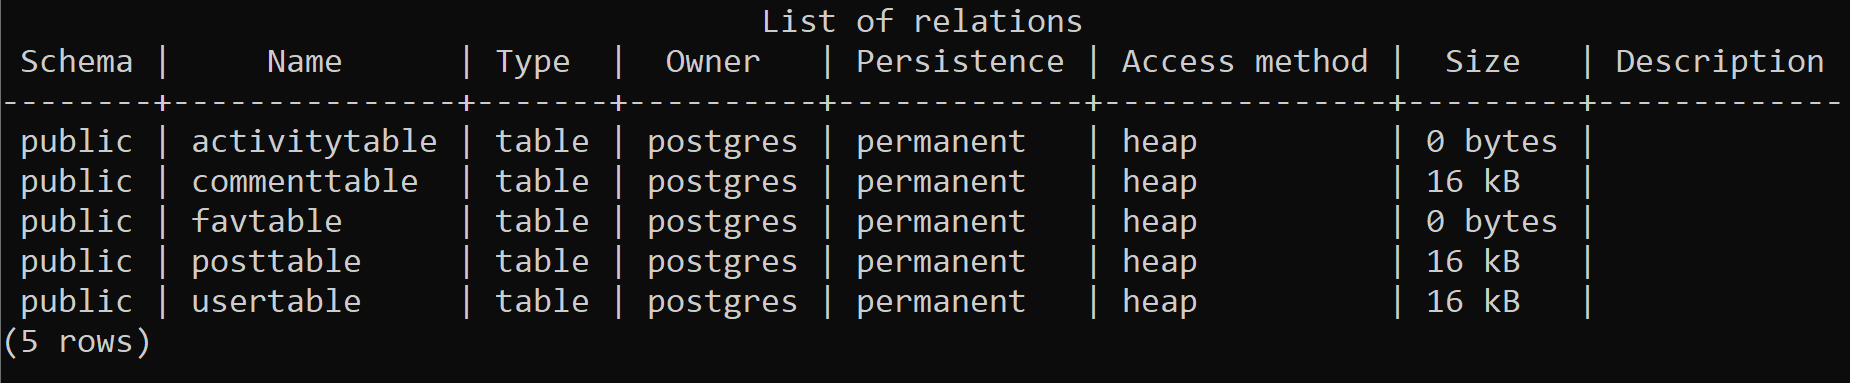 List of relations
 Schema |     Name      | Type  |  Owner   | Persistence | Access method |  Size   | Description
--------+---------------+-------+----------+-------------+---------------+---------+-------------
 public | activitytable | table | postgres | permanent   | heap          | 0 bytes |
 public | commenttable  | table | postgres | permanent   | heap          | 16 kB   |
 public | favtable      | table | postgres | permanent   | heap          | 0 bytes |
 public | posttable     | table | postgres | permanent   | heap          | 16 kB   |
 public | usertable     | table | postgres | permanent   | heap          | 16 kB   |
(5 rows)